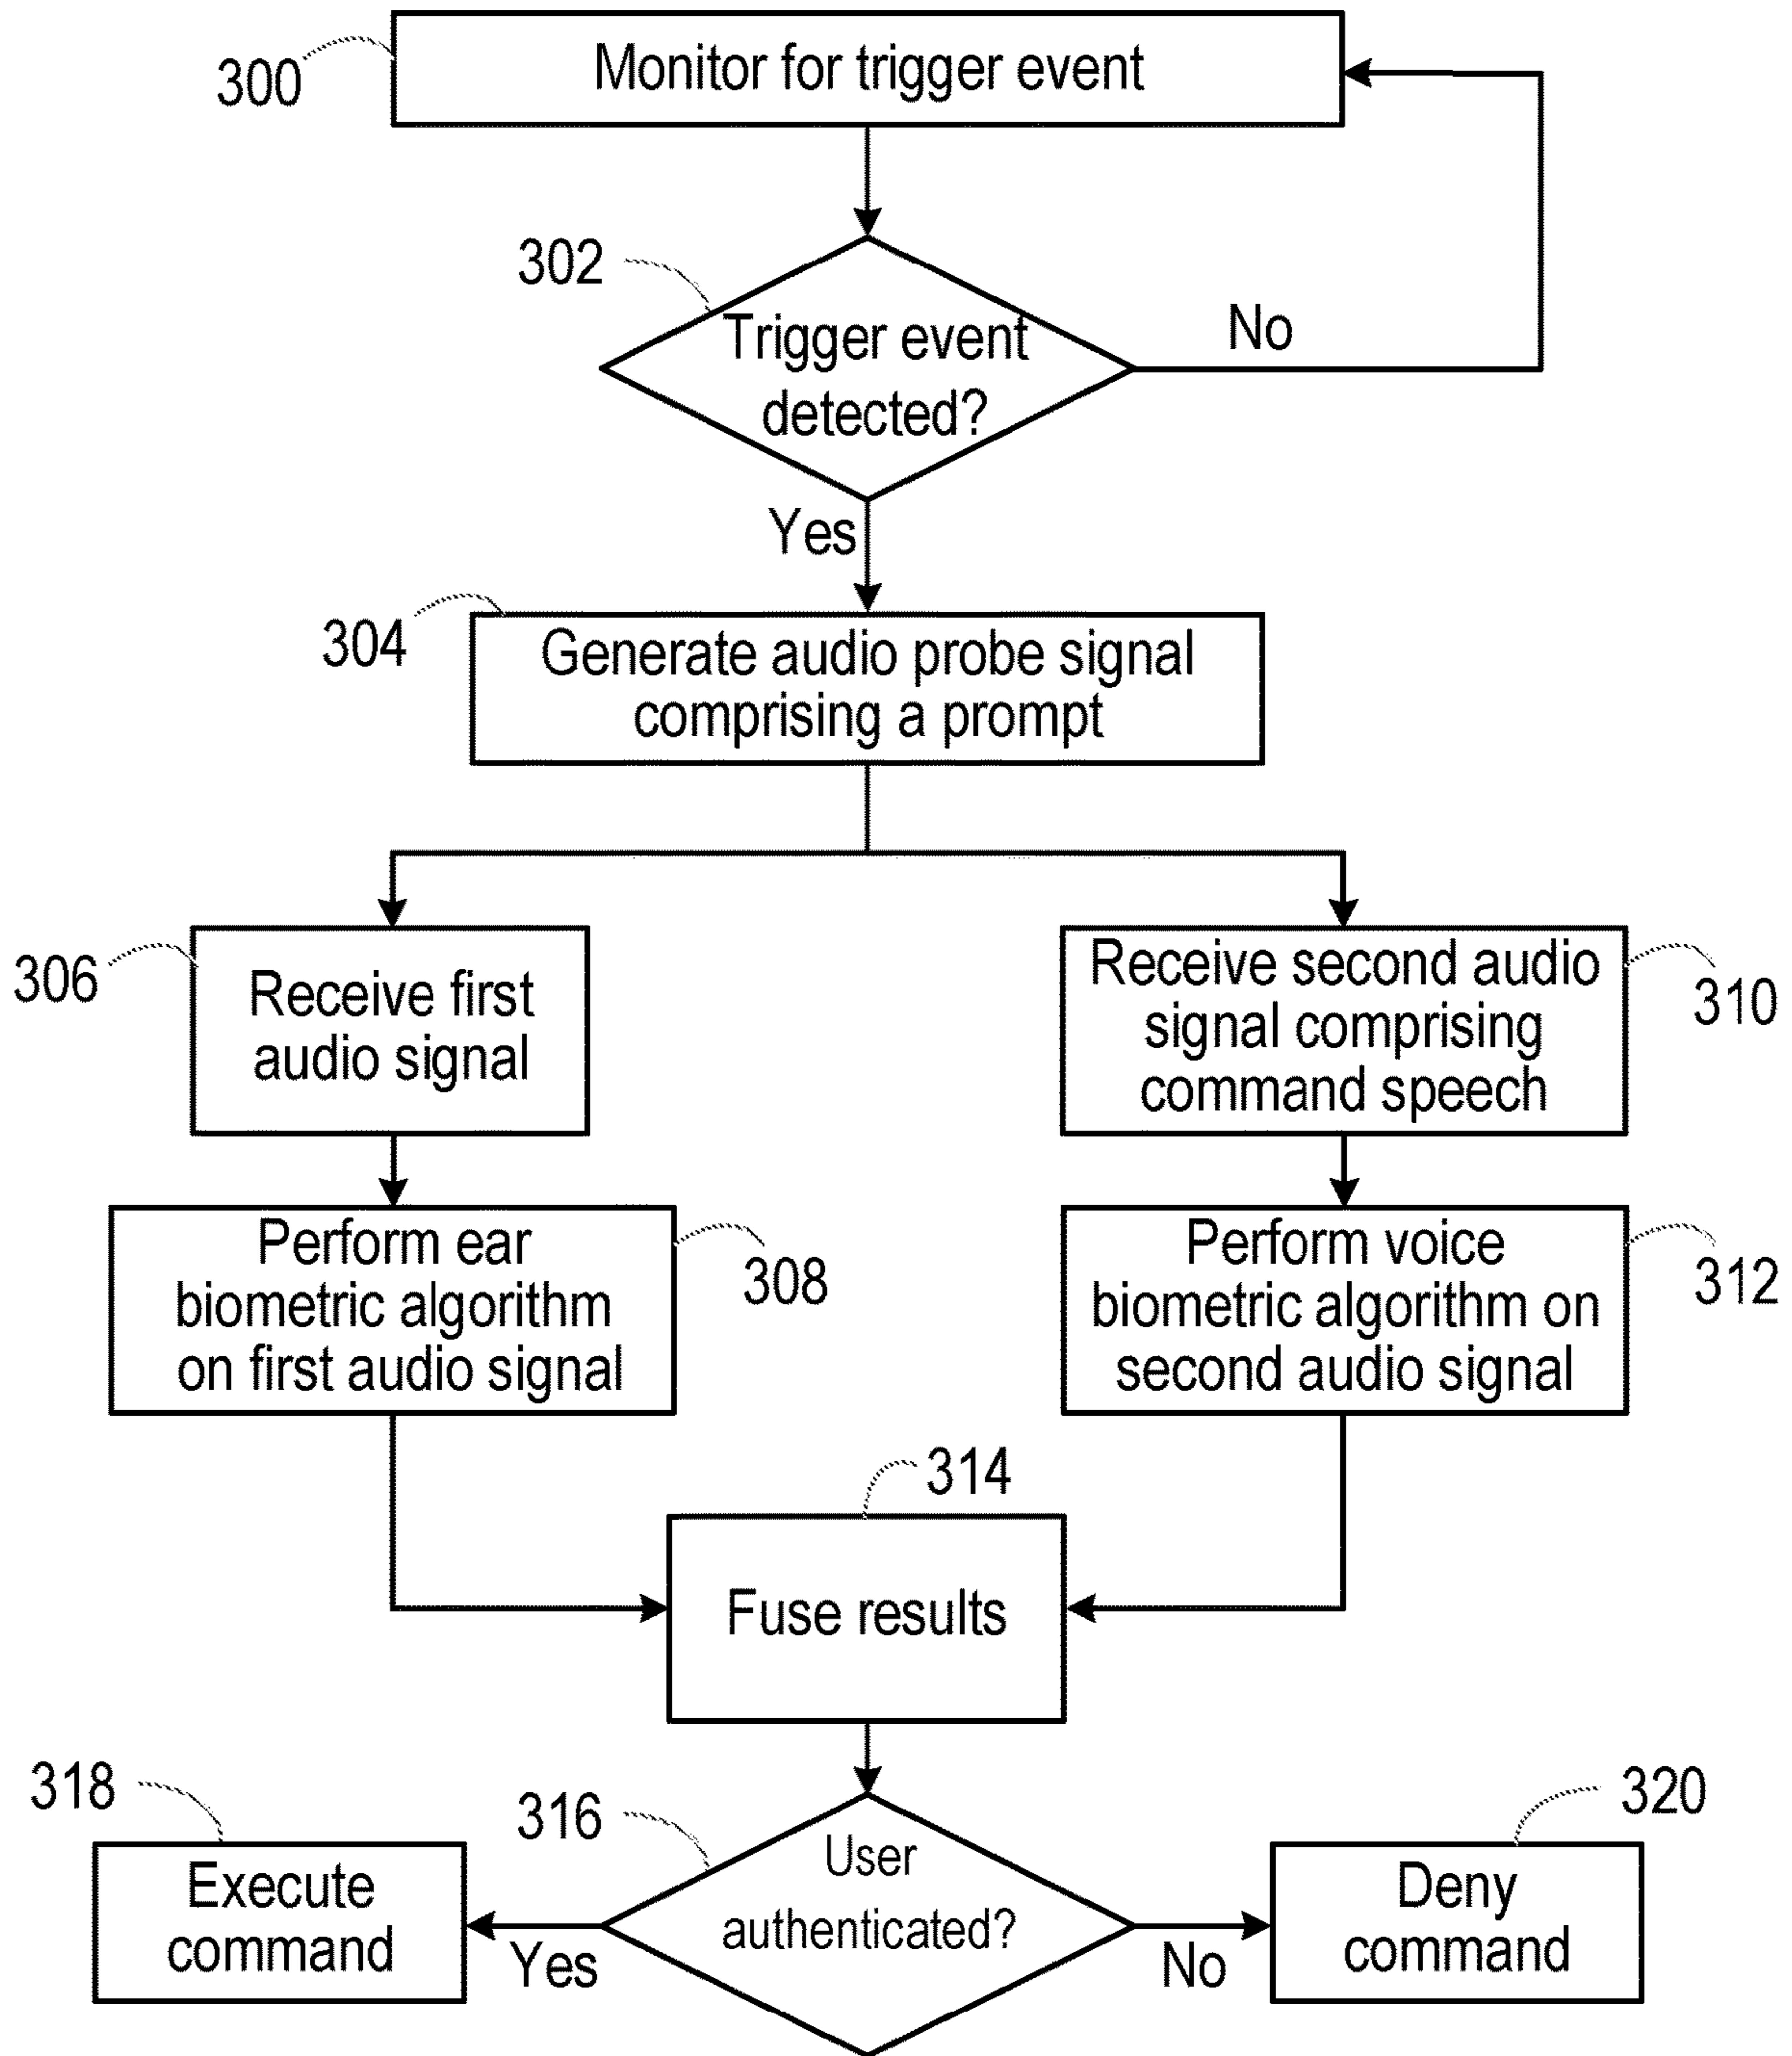 300
Monitor for trigger event
302
Trigger event
detected?
No
Yes
304
Generate audio probe signal
comprising a prompt
306
Receive first
audio signal
Receive second audio
signal comprising
command speech
310
Perform ear
biometric algorithm
on first audio signal
308
Perform voice
biometric algorithm on
second audio signal
312
314
Fuse results
318
Execute
command
316
User
authenticated?
Yes
No
320
Deny
command